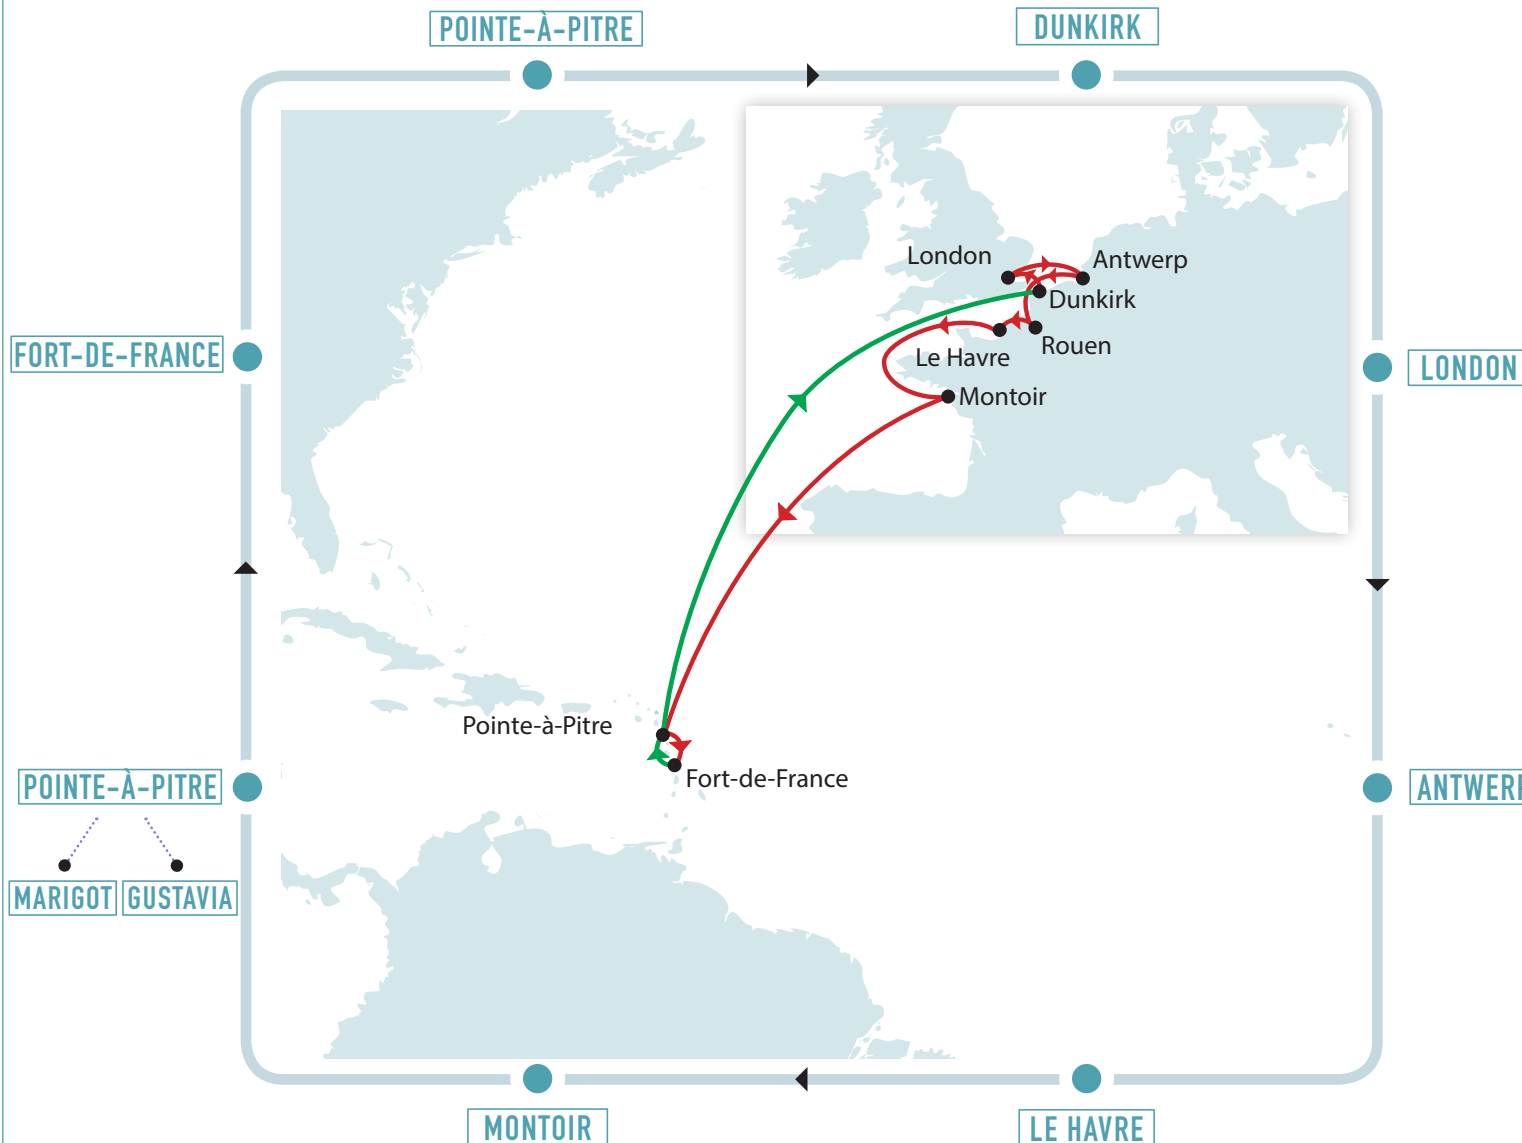 POINTE-À-PITRE
DUNKIRK
London
Antwerp
Dunkirk
Rouen
Le Havre
Montoir
FORT-DE-FRANCE
LONDON
Pointe-à-Pitre
Fort-de-France
POINTE-À-PITRE
ANTWERP
MARIGOT
GUSTAVIA
MONTOIR
LE HAVRE